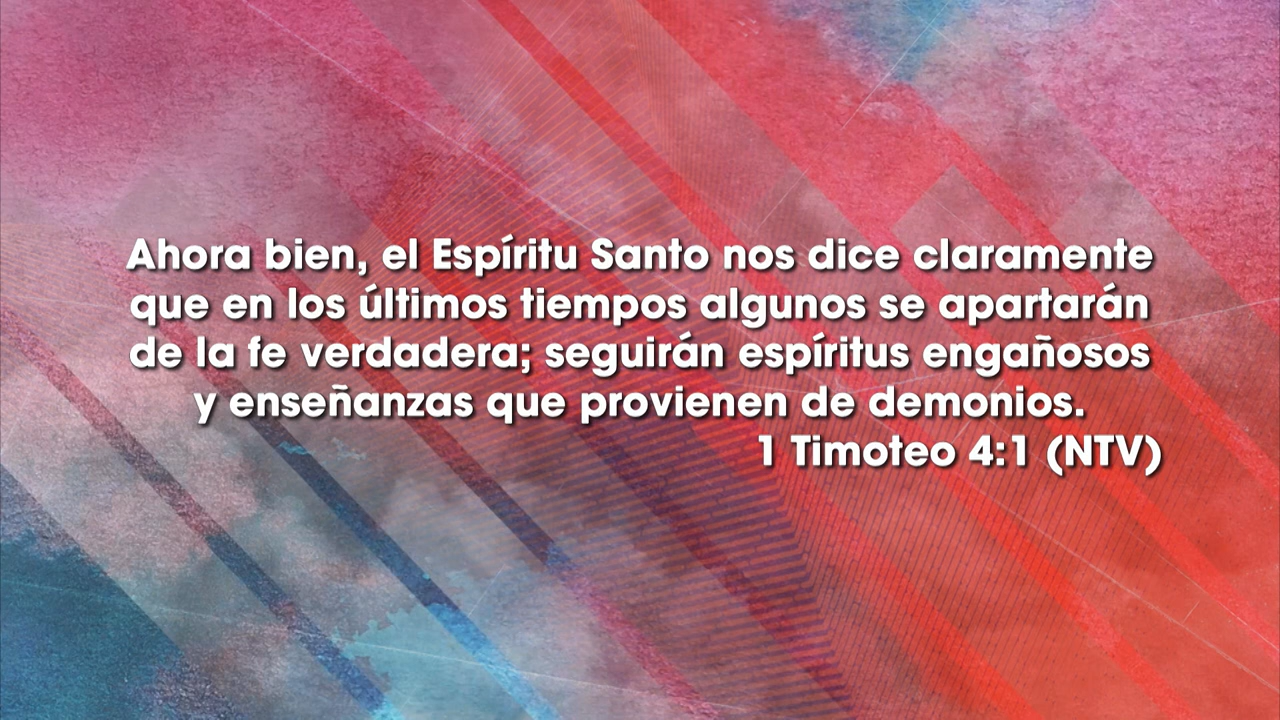 Ahora bien, el Espíritu Santo nos dice claramente
que en los últimos tiempos algunos se apartarán
de la fe verdadera; seguirán espíritus engañosos
y enseñanzas que provienen de demonios.
1 Timoteo 4:1 (NTV)